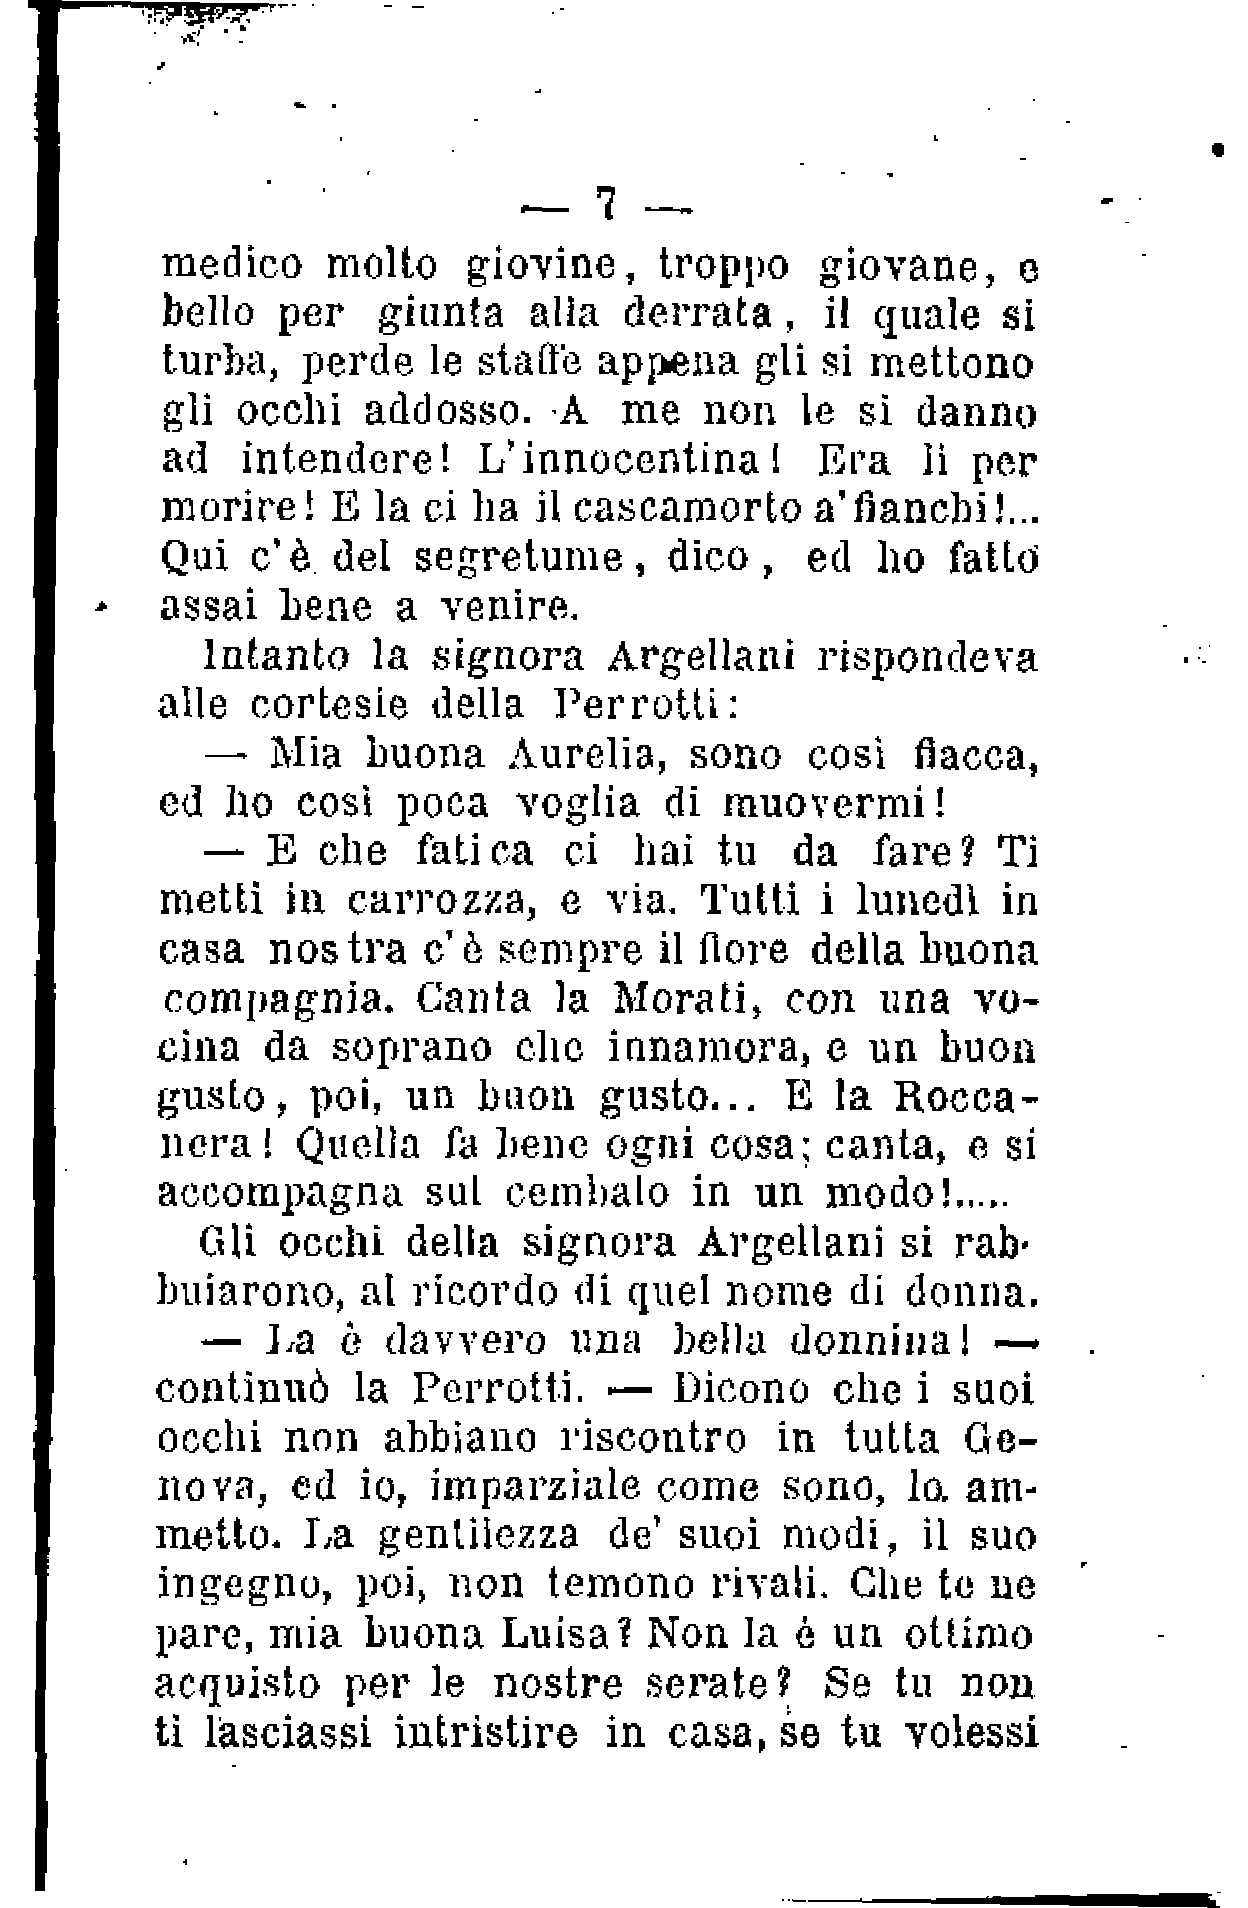 — 7 —
medico molto giovine, troppo giovane, e
bello per giunta alla derrata, il quale si
turba, perde le staffe appena gli si mettono
gli occhi addosso. A me non le si danno
ad intendere! L'innocentina! Era lì per
morire! E la ci ha il cascamorto a' fianchi!...
Qui c'è del segretume, dico, ed ho fatto
assai bene a venire.
Intanto la signora Argellani rispondeva
alle cortesie della Perrotti:
— Mia buona Aurelia, sono così fiacca,
ed ho così poca voglia di muovermi!
— E che fatica ci hai tu da fare? Ti
metti in carrozza, e via. Tutti i lunedì in
casa nostra c'è sempre il fiore della buona
compagnia. Canta la Morati, con una vo-
cina da soprano che innamora, e un buon
gusto, poi, un buon gusto... E la Rocca-
nera! Quella fa bene ogni cosa; canta, e si
accompagna sul cembalo in un modo!.....
Gli occhi della signora Argellani si rab-
buiarono, al ricordo di quel nome di donna.
— La è davvero una bella donnina! —
continuò la Perrotti. — Dicono che i suoi
occhi non abbiano riscontro in tutta Ge-
nova, ed io, imparziale come sono, lo am-
metto. La gentilezza de' suoi modi, il suo
ingegno, poi, non temono rivali. Che te ne
pare, mia buona Luisa? Non la è un ottimo
acquisto per le nostre serate? Se tu non
ti lasciassi intristire in casa, se tu volessi